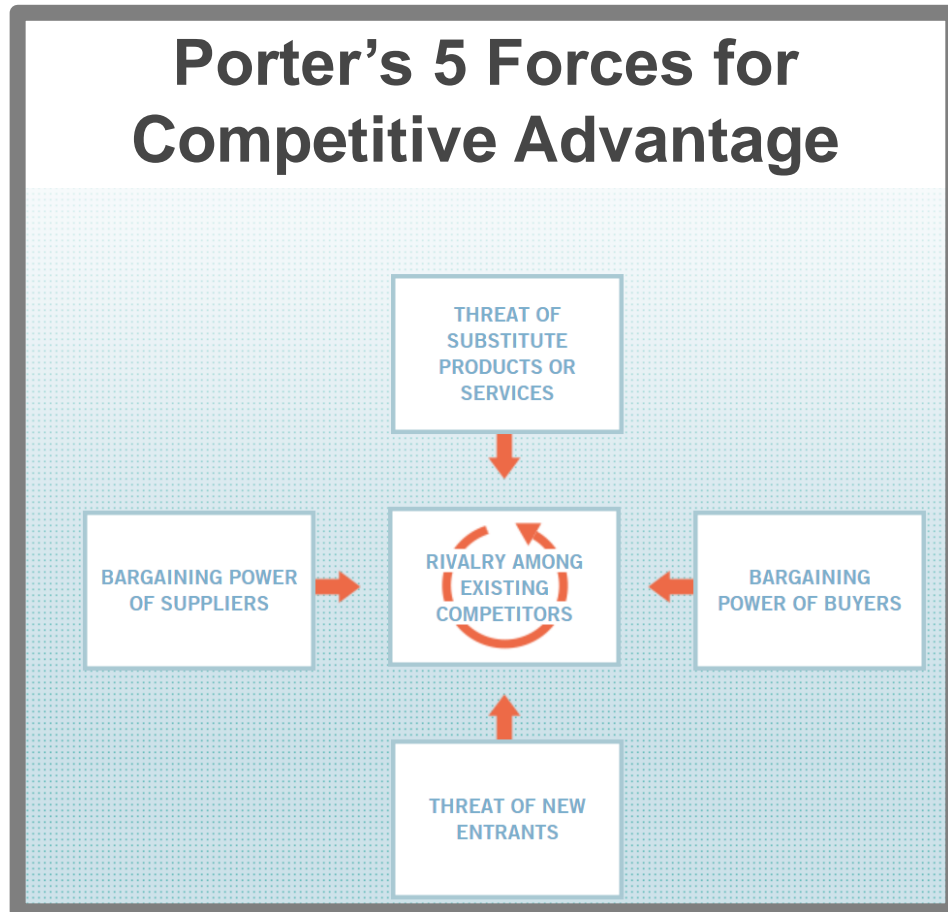 Porter’s 5 Forces for
Competitive Advantage
THREAT OF
SUBSTITUTE
PRODUCTS OR
SERVICES
BARGAINING POWER
OF SUPPLIERS
RIVALRY AMONG
EXISTING
COMPETITORS
BARGAINING
POWER OF BUYERS
THREAT OF NEW
ENTRANTS